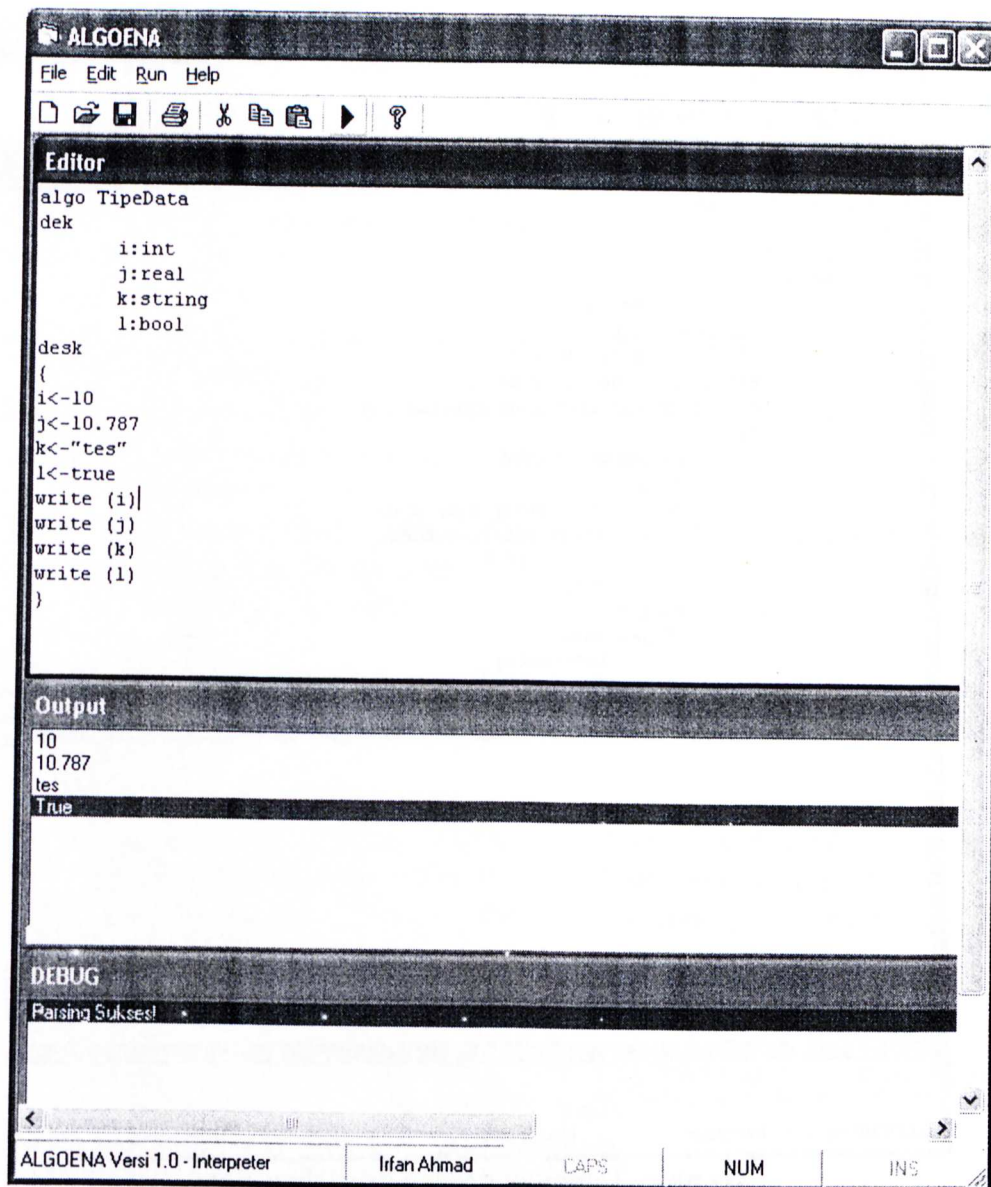 ALGOENA
File Edit Run Help
Editor
algo TipeData
dek
i:int
j:real
k:string
l:bool
desk
{
i<-10
j<-10.787
k<-"tes"
l<-true
write (i)
write (j)
write (k)
write (l)
}
Output
10
10.787
tes
True
DEBUG
Parsing Sukses!
ALGOENA Versi 1.0 - Interpreter Irfan Ahmad CAPS NUM INS